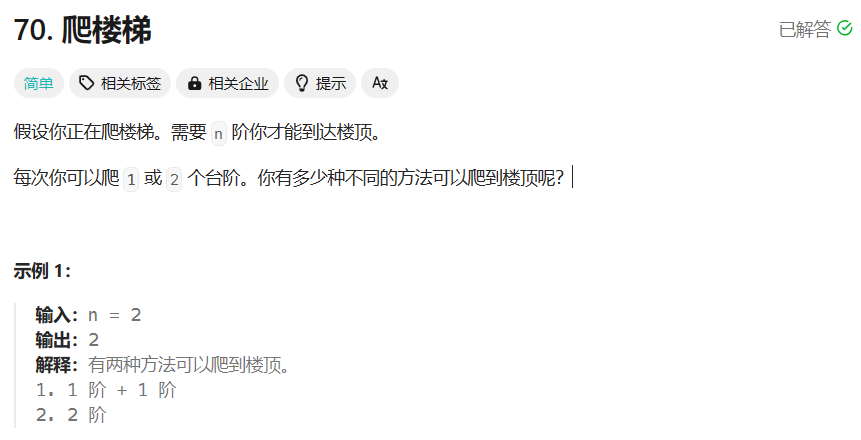 70. 爬楼梯
已解答
简单 相关标签 相关企业 提示 Aあ
假设你正在爬楼梯。需要 n 阶你才能到达楼顶。
每次你可以爬 1 或 2 个台阶。你有多少种不同的方法可以爬到楼顶呢？
示例 1：
输入：n = 2
输出：2
解释：有两种方法可以爬到楼顶。
1. 1 阶 + 1 阶
2. 2 阶